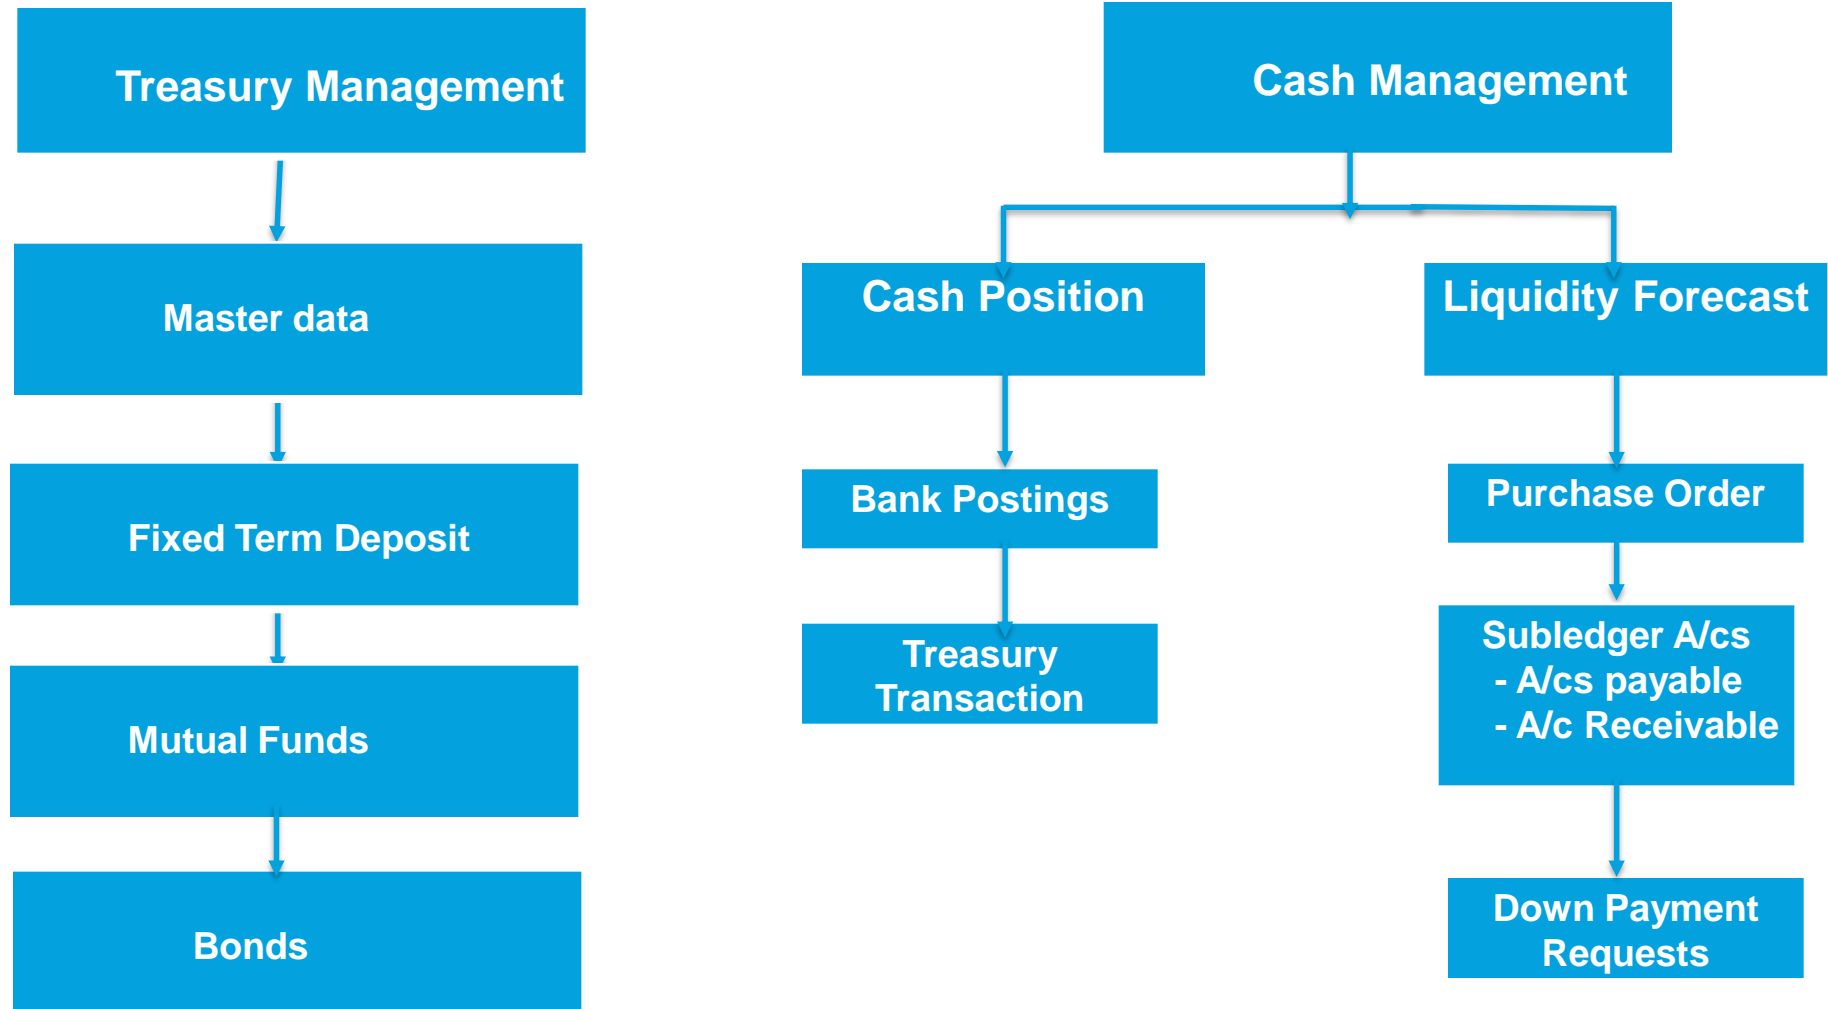 Treasury Management
Master data
Fixed Term Deposit
Mutual Funds
Bonds
Cash Management
Cash Position
Bank Postings
Treasury
Transaction
Liquidity Forecast
Purchase Order
Subledger A/cs
- A/cs payable
- A/c Receivable
Down Payment
Requests